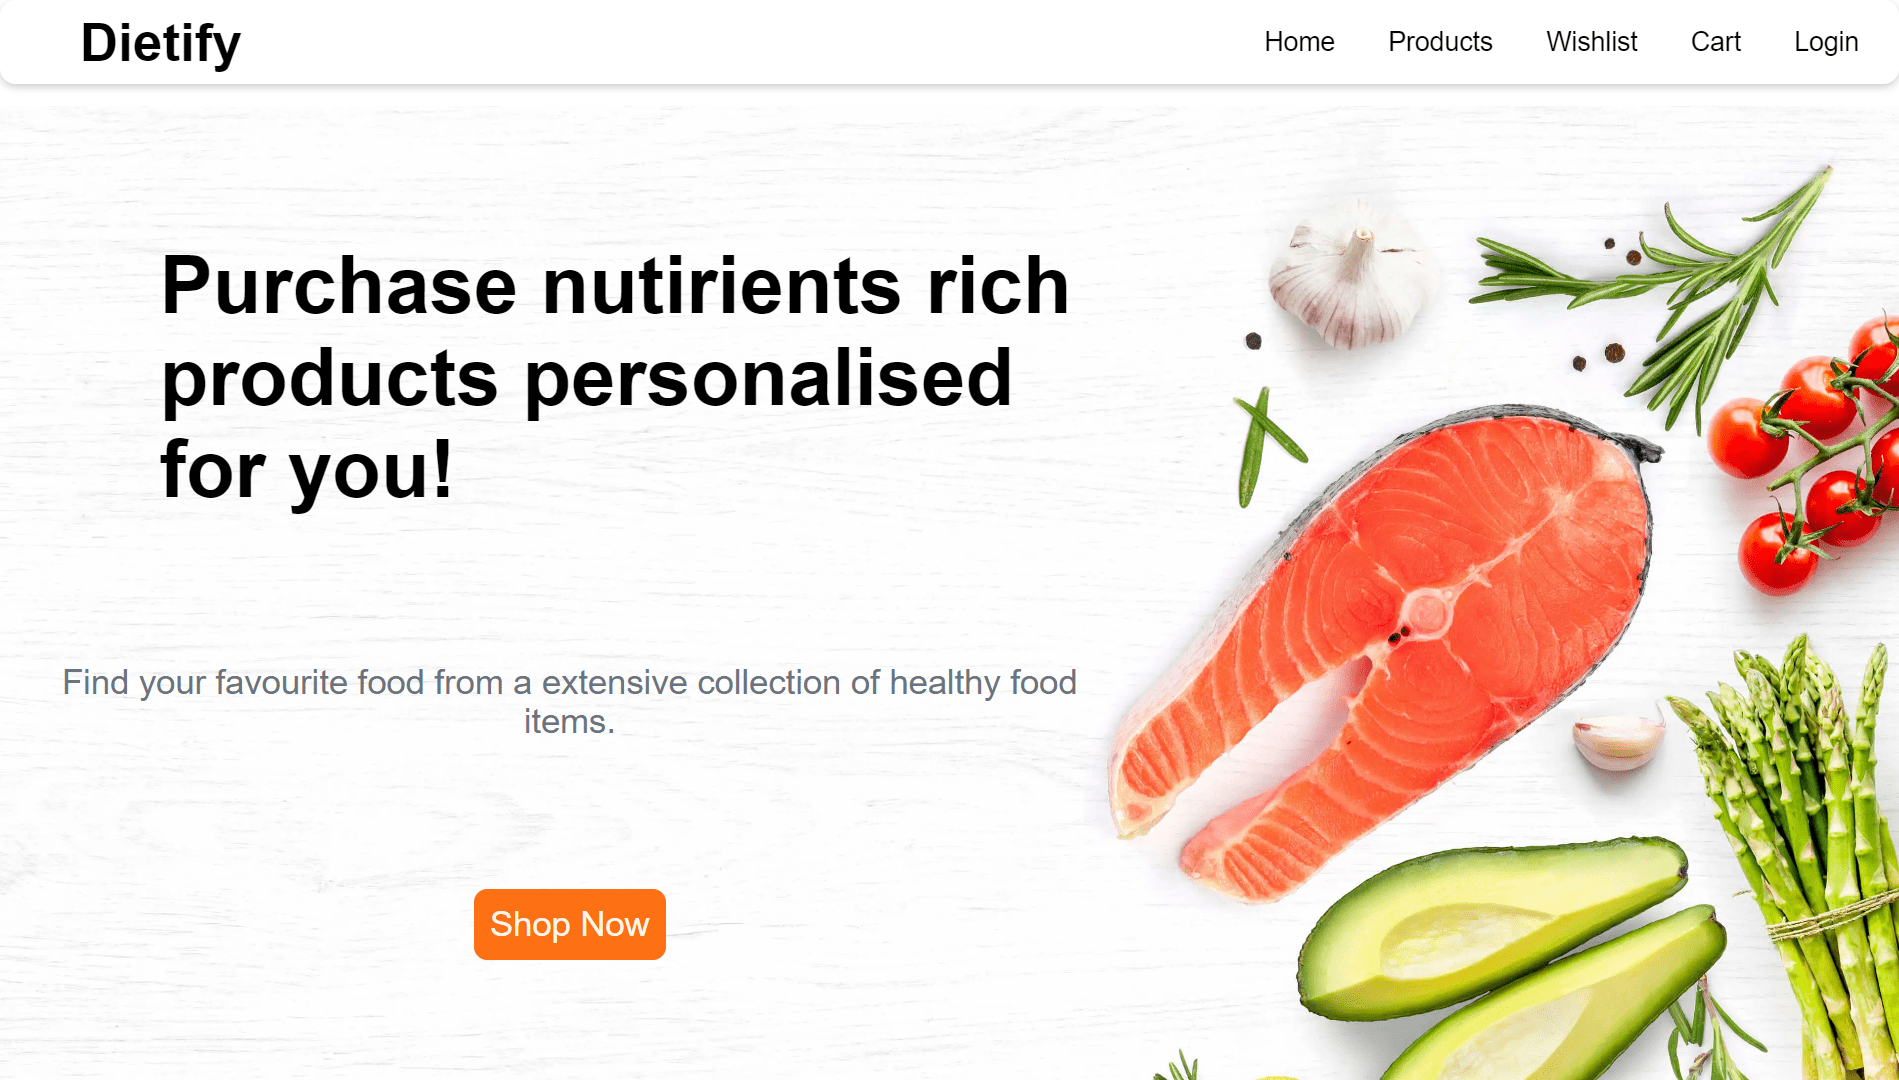 Dietify
Home Products Wishlist Cart Login
Purchase nutirients rich
products personalised
for you!
Find your favourite food from a extensive collection of healthy food
items.
Shop Now